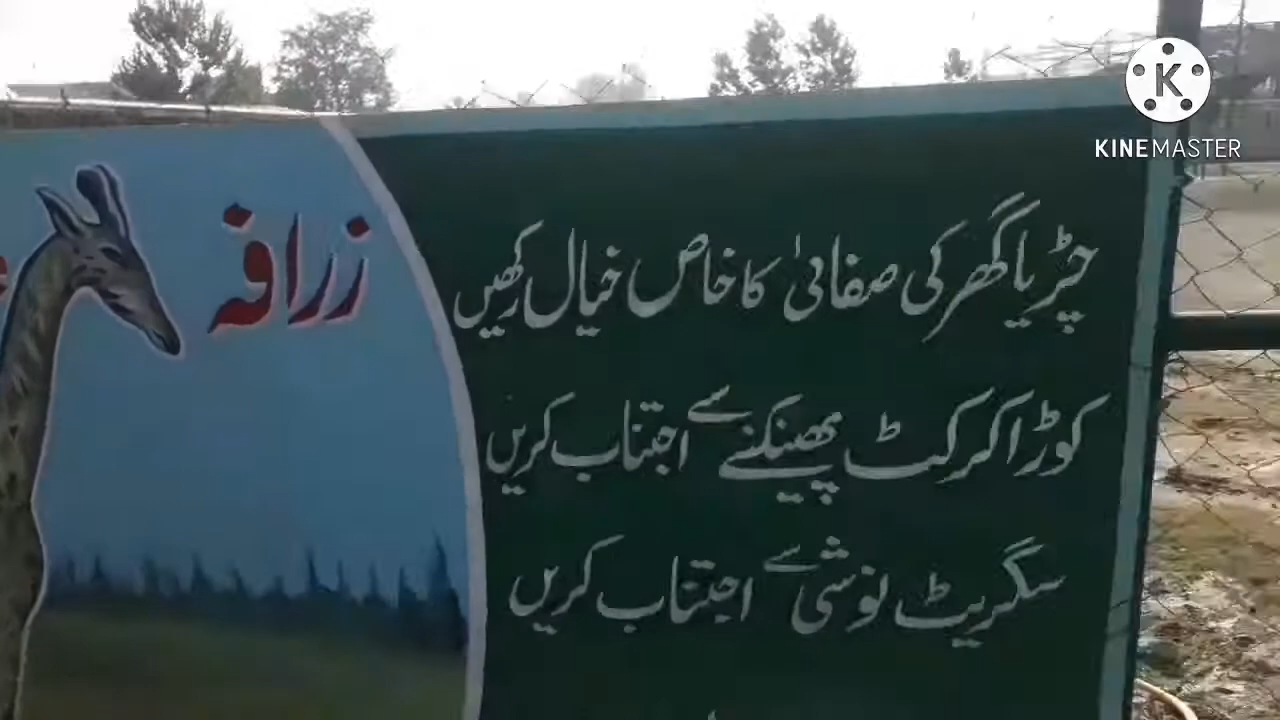 زرافہ
چڑیا گھر کی صفائی کا خاص خیال رکھیں
کوڑا کرکٹ پھینکنے سے اجتناب کریں
سگریٹ نوشی سے اجتناب کریں
KINEMASTER